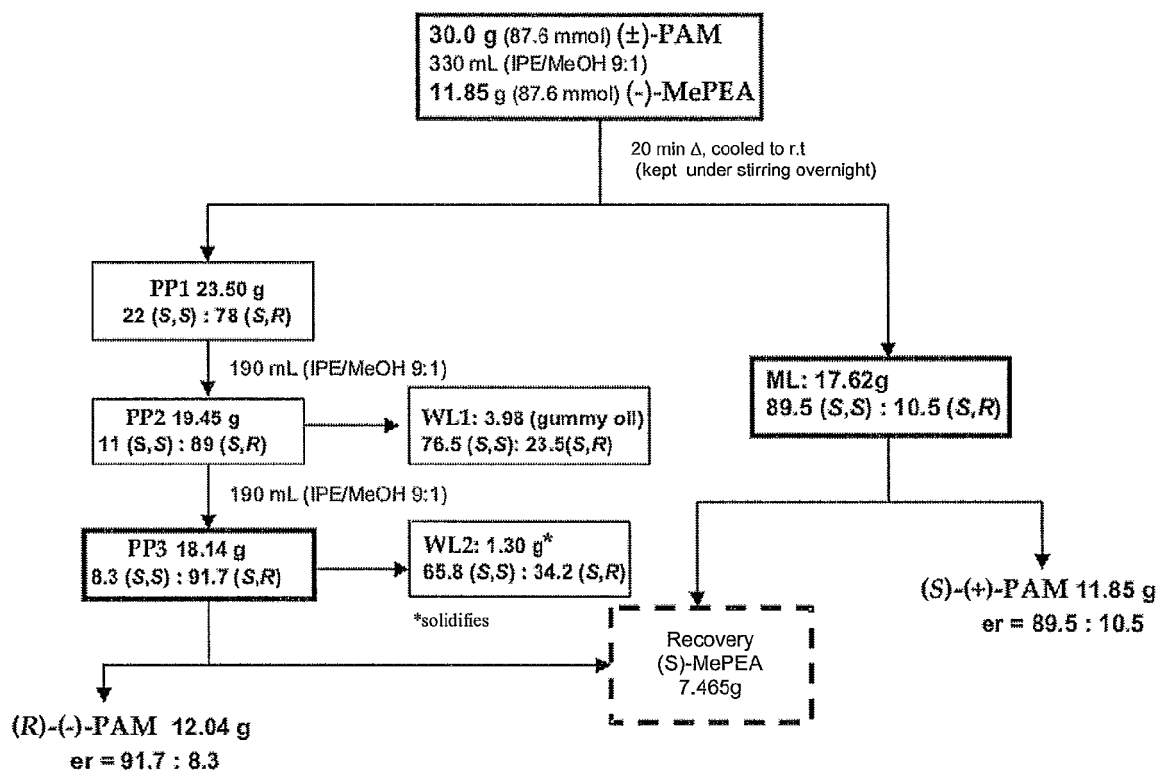 30.0 g (87.6 mmol) (±)-PAM
330 mL (IPE/MeOH 9:1)
11.85 g (87.6 mmol) (-)-MePEA
20 min Δ, cooled to r.t
(kept under stirring overnight)
PP1 23.50 g
22 (S,S) : 78 (S,R)
190 mL (IPE/MeOH 9:1)
PP2 19.45 g
11 (S,S) : 89 (S,R)
WL1: 3.98 (gummy oil)
76.5 (S,S): 23.5(S,R)
ML: 17.62g
89.5 (S,S) : 10.5 (S,R)
190 mL (IPE/MeOH 9:1)
PP3 18.14 g
8.3 (S,S) : 91.7 (S,R)
WL2: 1.30 g*
65.8 (S,S) : 34.2 (S,R)
*solidifies
Recovery
(S)-MePEA
7.465g
(S)-(+)-PAM 11.85 g
er = 89.5 : 10.5
(R)-(-)-PAM 12.04 g
er = 91.7 : 8.3